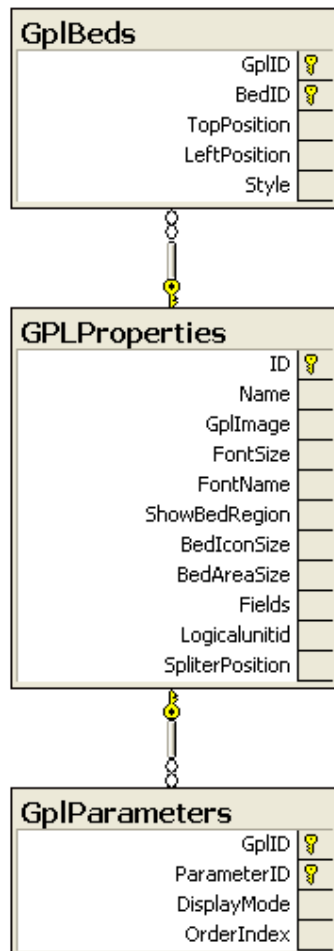 GplBeds
GplID
BedID
TopPosition
LeftPosition
Style
GPLProperties
ID
Name
GplImage
FontSize
FontName
ShowBedRegion
BedIconSize
BedAreaSize
Fields
Logicalunitid
SpliterPosition
GplParameters
GplID
ParameterID
DisplayMode
OrderIndex